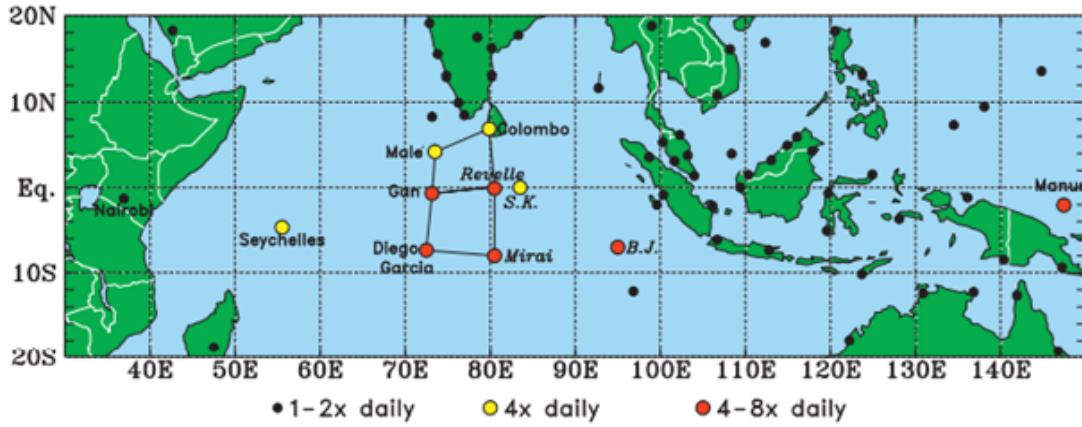 20N
10N
Eq.
10S
20S
Colombo
Male
Revelle
Gan
S.K.
Nairobi
Manus
Seychelles
Diego
Garcia
Mirai
B.J.
40E 50E 60E 70E 80E 90E 100E 110E 120E 130E 140E
1-2x daily 4x daily 4-8x daily